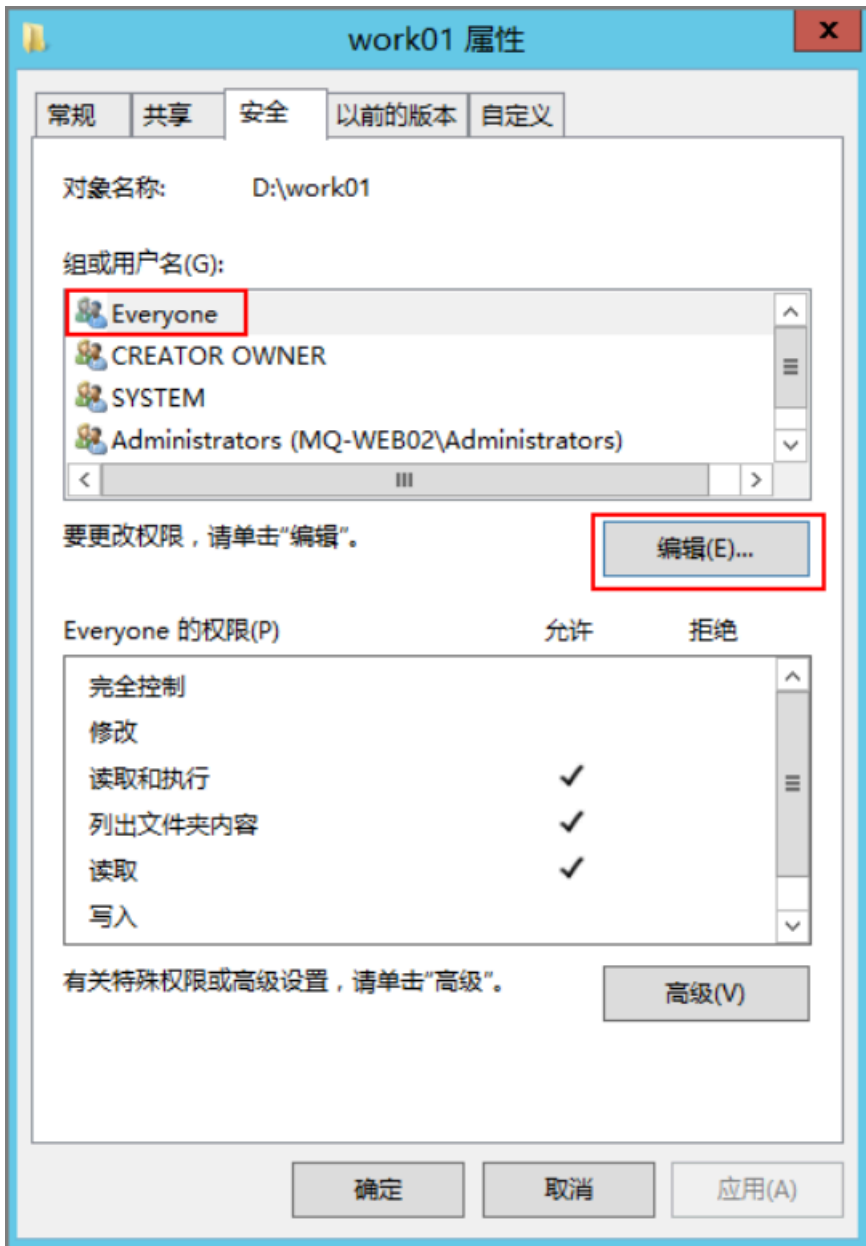 work01 属性
x
常规 共享 安全 以前的版本 自定义
对象名称: D:\work01
组或用户名(G):
Everyone
CREATOR OWNER
SYSTEM
Administrators (MQ-WEB02\Administrators)
要更改权限，请单击“编辑”。 编辑(E)...
Everyone 的权限(P) 允许 拒绝
完全控制
修改
读取和执行
列出文件夹内容
读取
写入
有关特殊权限或高级设置，请单击“高级”。 高级(V)
确定 取消 应用(A)